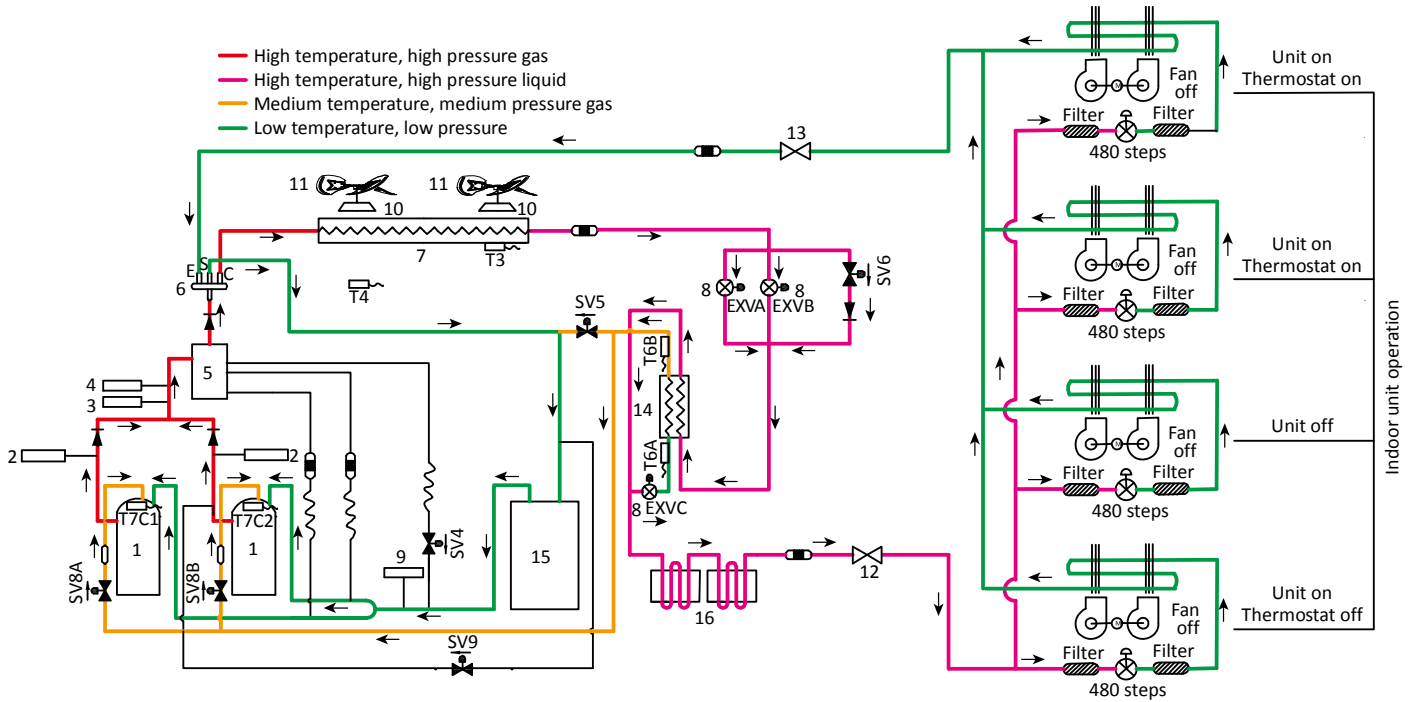 High temperature, high pressure gas
High temperature, high pressure liquid
Medium temperature, medium pressure gas
Low temperature, low pressure
13
11
11
10
10
7
T3
T4
E
S
C
6
5
4
3
2
2
T7C1
T7C2
1
1
SV8A
SV8B
SV5
8
EXVA
8
EXVB
SV6
T6B
14
T6A
8
EXVC
9
SV4
15
SV9
16
12
M
Fan
off
Filter
Filter
480 steps
Unit on
Thermostat on
M
Fan
off
Filter
Filter
480 steps
Unit on
Thermostat on
M
Fan
off
Filter
Filter
480 steps
Unit off
M
Fan
off
Filter
Filter
480 steps
Unit on
Thermostat off
Indoor unit operation